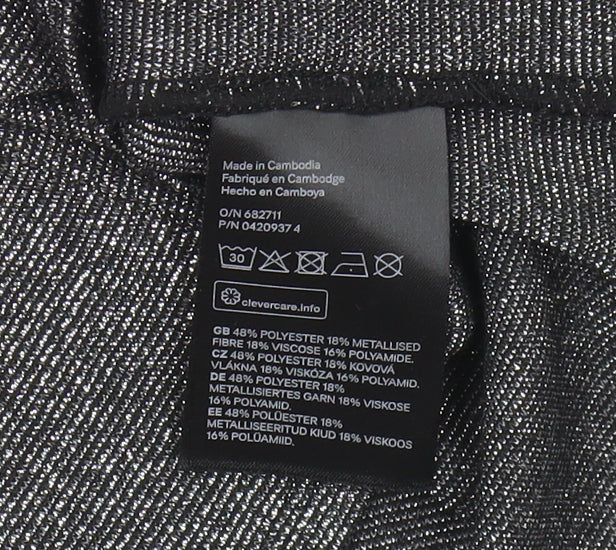 Made in Cambodia
Fabriqué en Cambodge
Hecho en Camboya
O/N 682711
P/N 0420937 4
30
clevercare.info
GB 48% POLYESTER 18% METALLISED
FIBRE 18% VISCOSE 16% POLYAMIDE.
CZ 48% POLYESTER 18% KOVOVÁ
VLÁKNA 18% VISKÓZA 16% POLYAMID.
DE 48% POLYESTER 18%
METALLISIERTES GARN 18% VISKOSE
16% POLYAMID.
EE 48% POLÜESTER 18%
METALLISEERITUD KIUD 18% VISKOOS
16% POLÜAMIID.